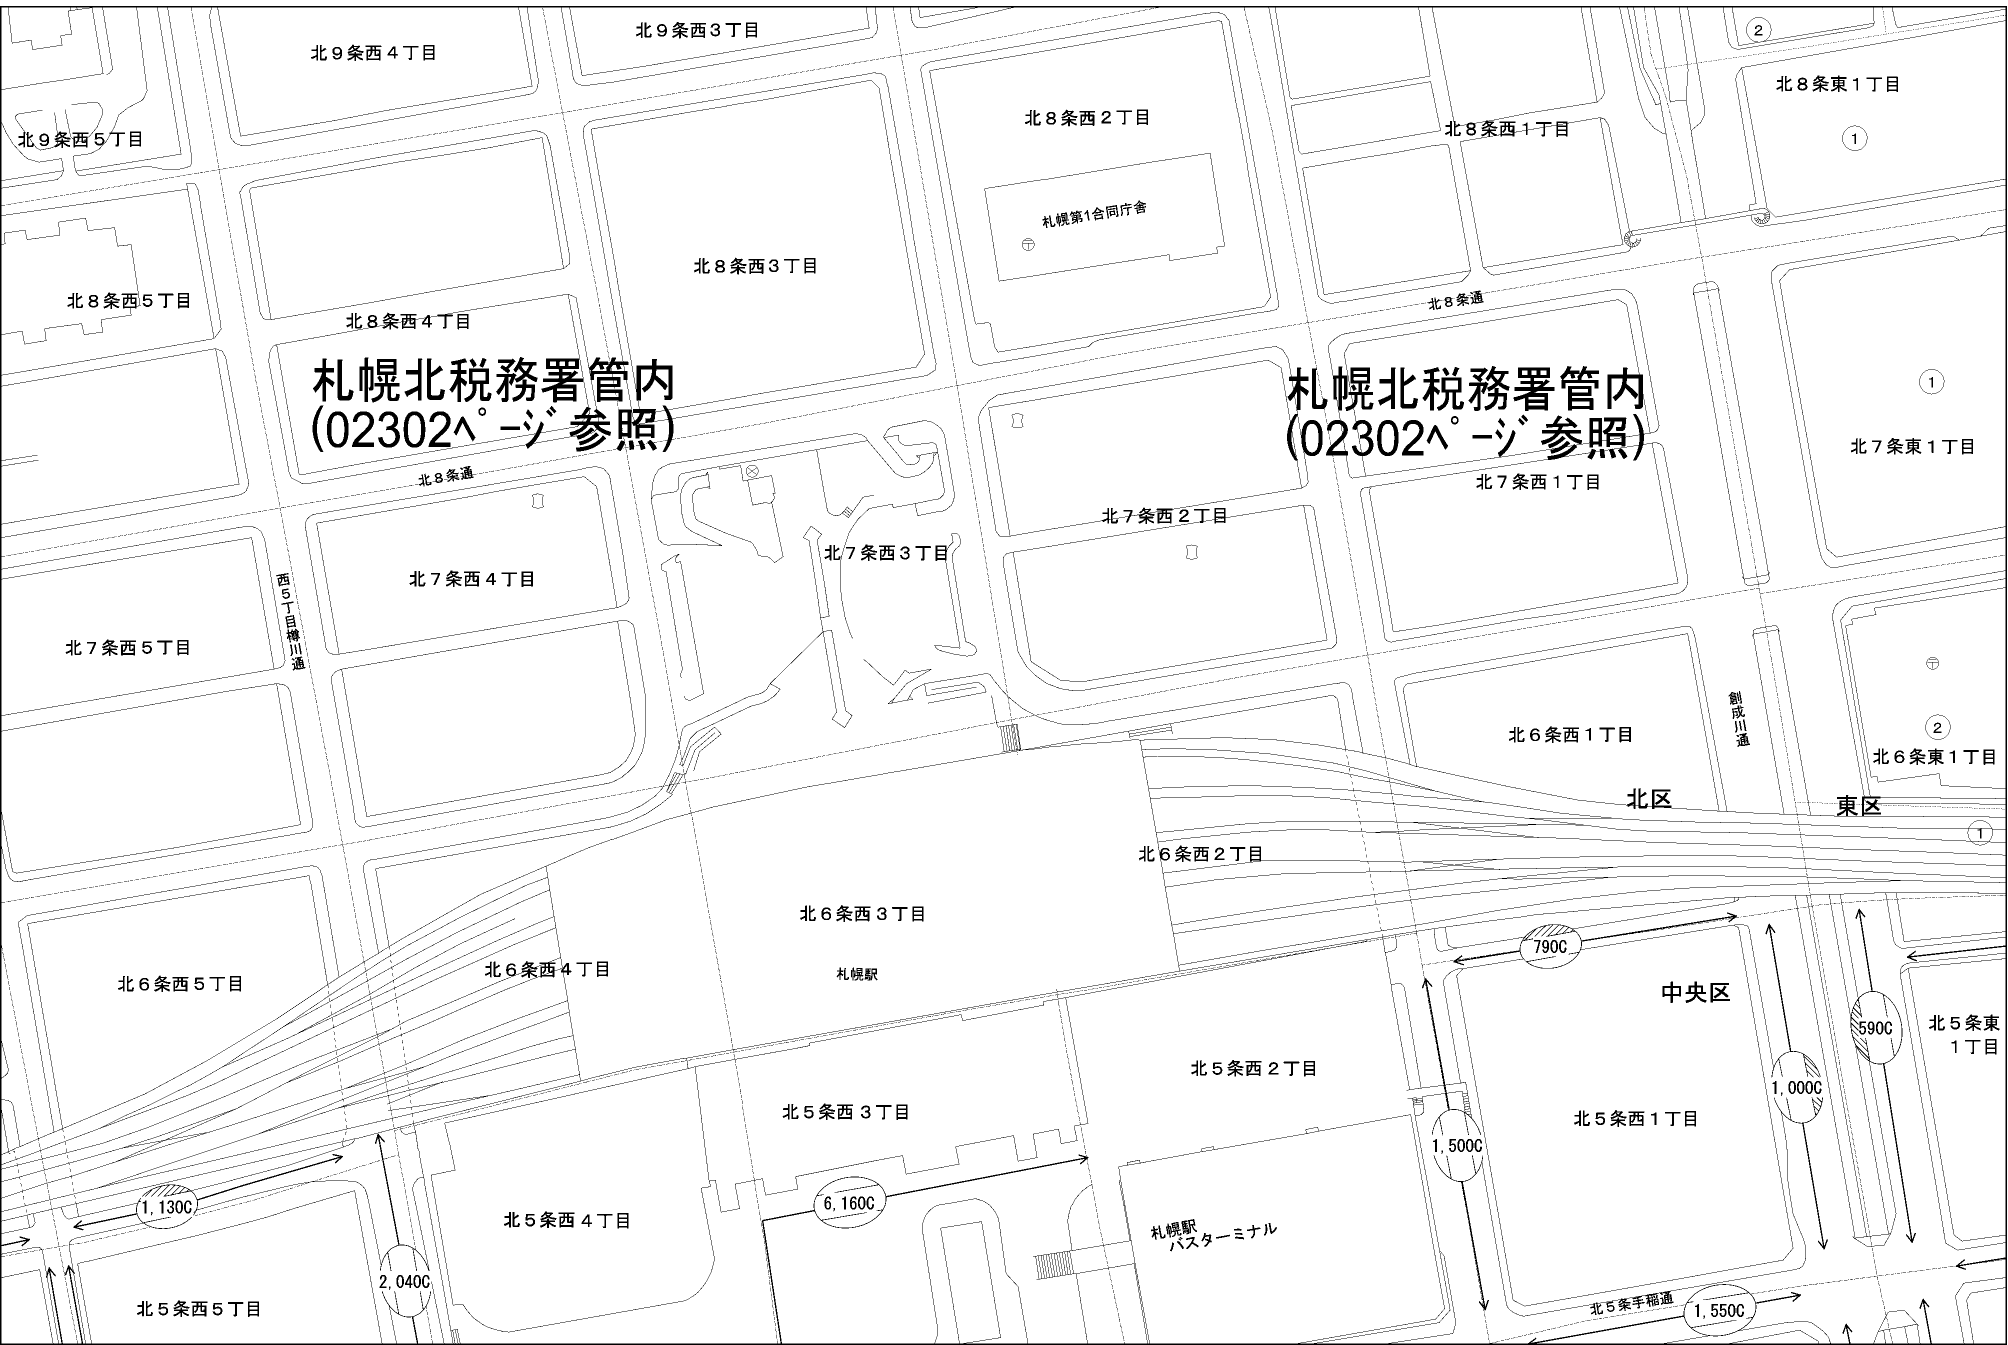 北９条西３丁目
北９条西４丁目
2
北８条東１丁目
北８条西２丁目
北８条西１丁目
北９条西５丁目
1
札幌第1合同庁舎
北８条西３丁目
北８条西５丁目
北８条通
北８条西４丁目
札幌北税務署管内
(02302ﾍﾟｰｼﾞ参照)
札幌北税務署管内
(02302ﾍﾟｰｼﾞ参照)
1
北７条東１丁目
北８条通
北７条西１丁目
北７条西２丁目
北７条西３丁目
北７条西４丁目
西５丁目樽川通
北７条西５丁目
創成川通
2
北６条西１丁目
北６条東１丁目
北区
東区
1
北６条西２丁目
北６条西３丁目
790C
北６条西４丁目
札幌駅
北６条西５丁目
中央区
590C
北５条東
１丁目
北５条西２丁目
1,000C
北５条西３丁目
北５条西１丁目
1,500C
1,130C
6,160C
北５条西４丁目
札幌駅
バスターミナル
2,040C
北５条西５丁目
北５条手稲通
1,550C